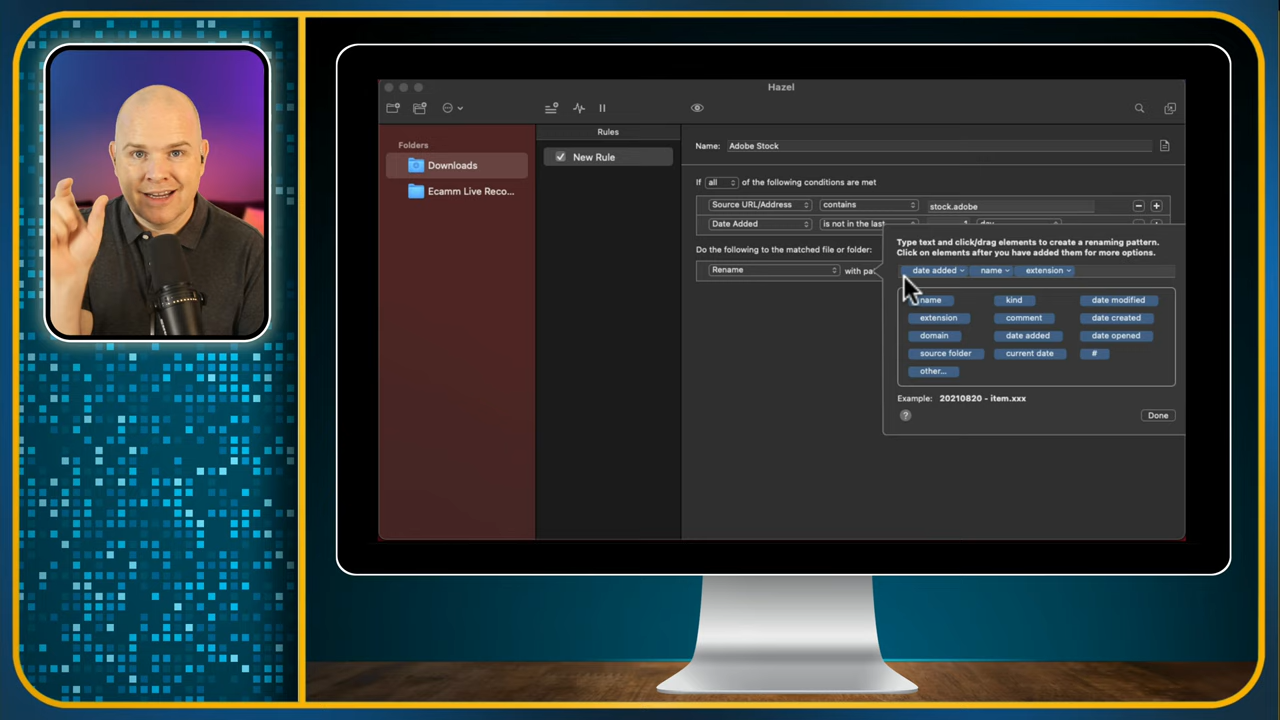 Hazel
Folders
Downloads
Ecamm Live Reco...
Rules
New Rule
Name: Adobe Stock
If all of the following conditions are met
Source URL/Address contains stock.adobe
Date Added is not in the last 1 day
Do the following to the matched file or folder:
Rename with pa
Type text and click/drag elements to create a renaming pattern.
Click on elements after you have added them for more options.
date added name extension
name kind date modified
extension comment date created
domain date added date opened
source folder current date #
other...
Example: 20210820 - item.xxx
? Done